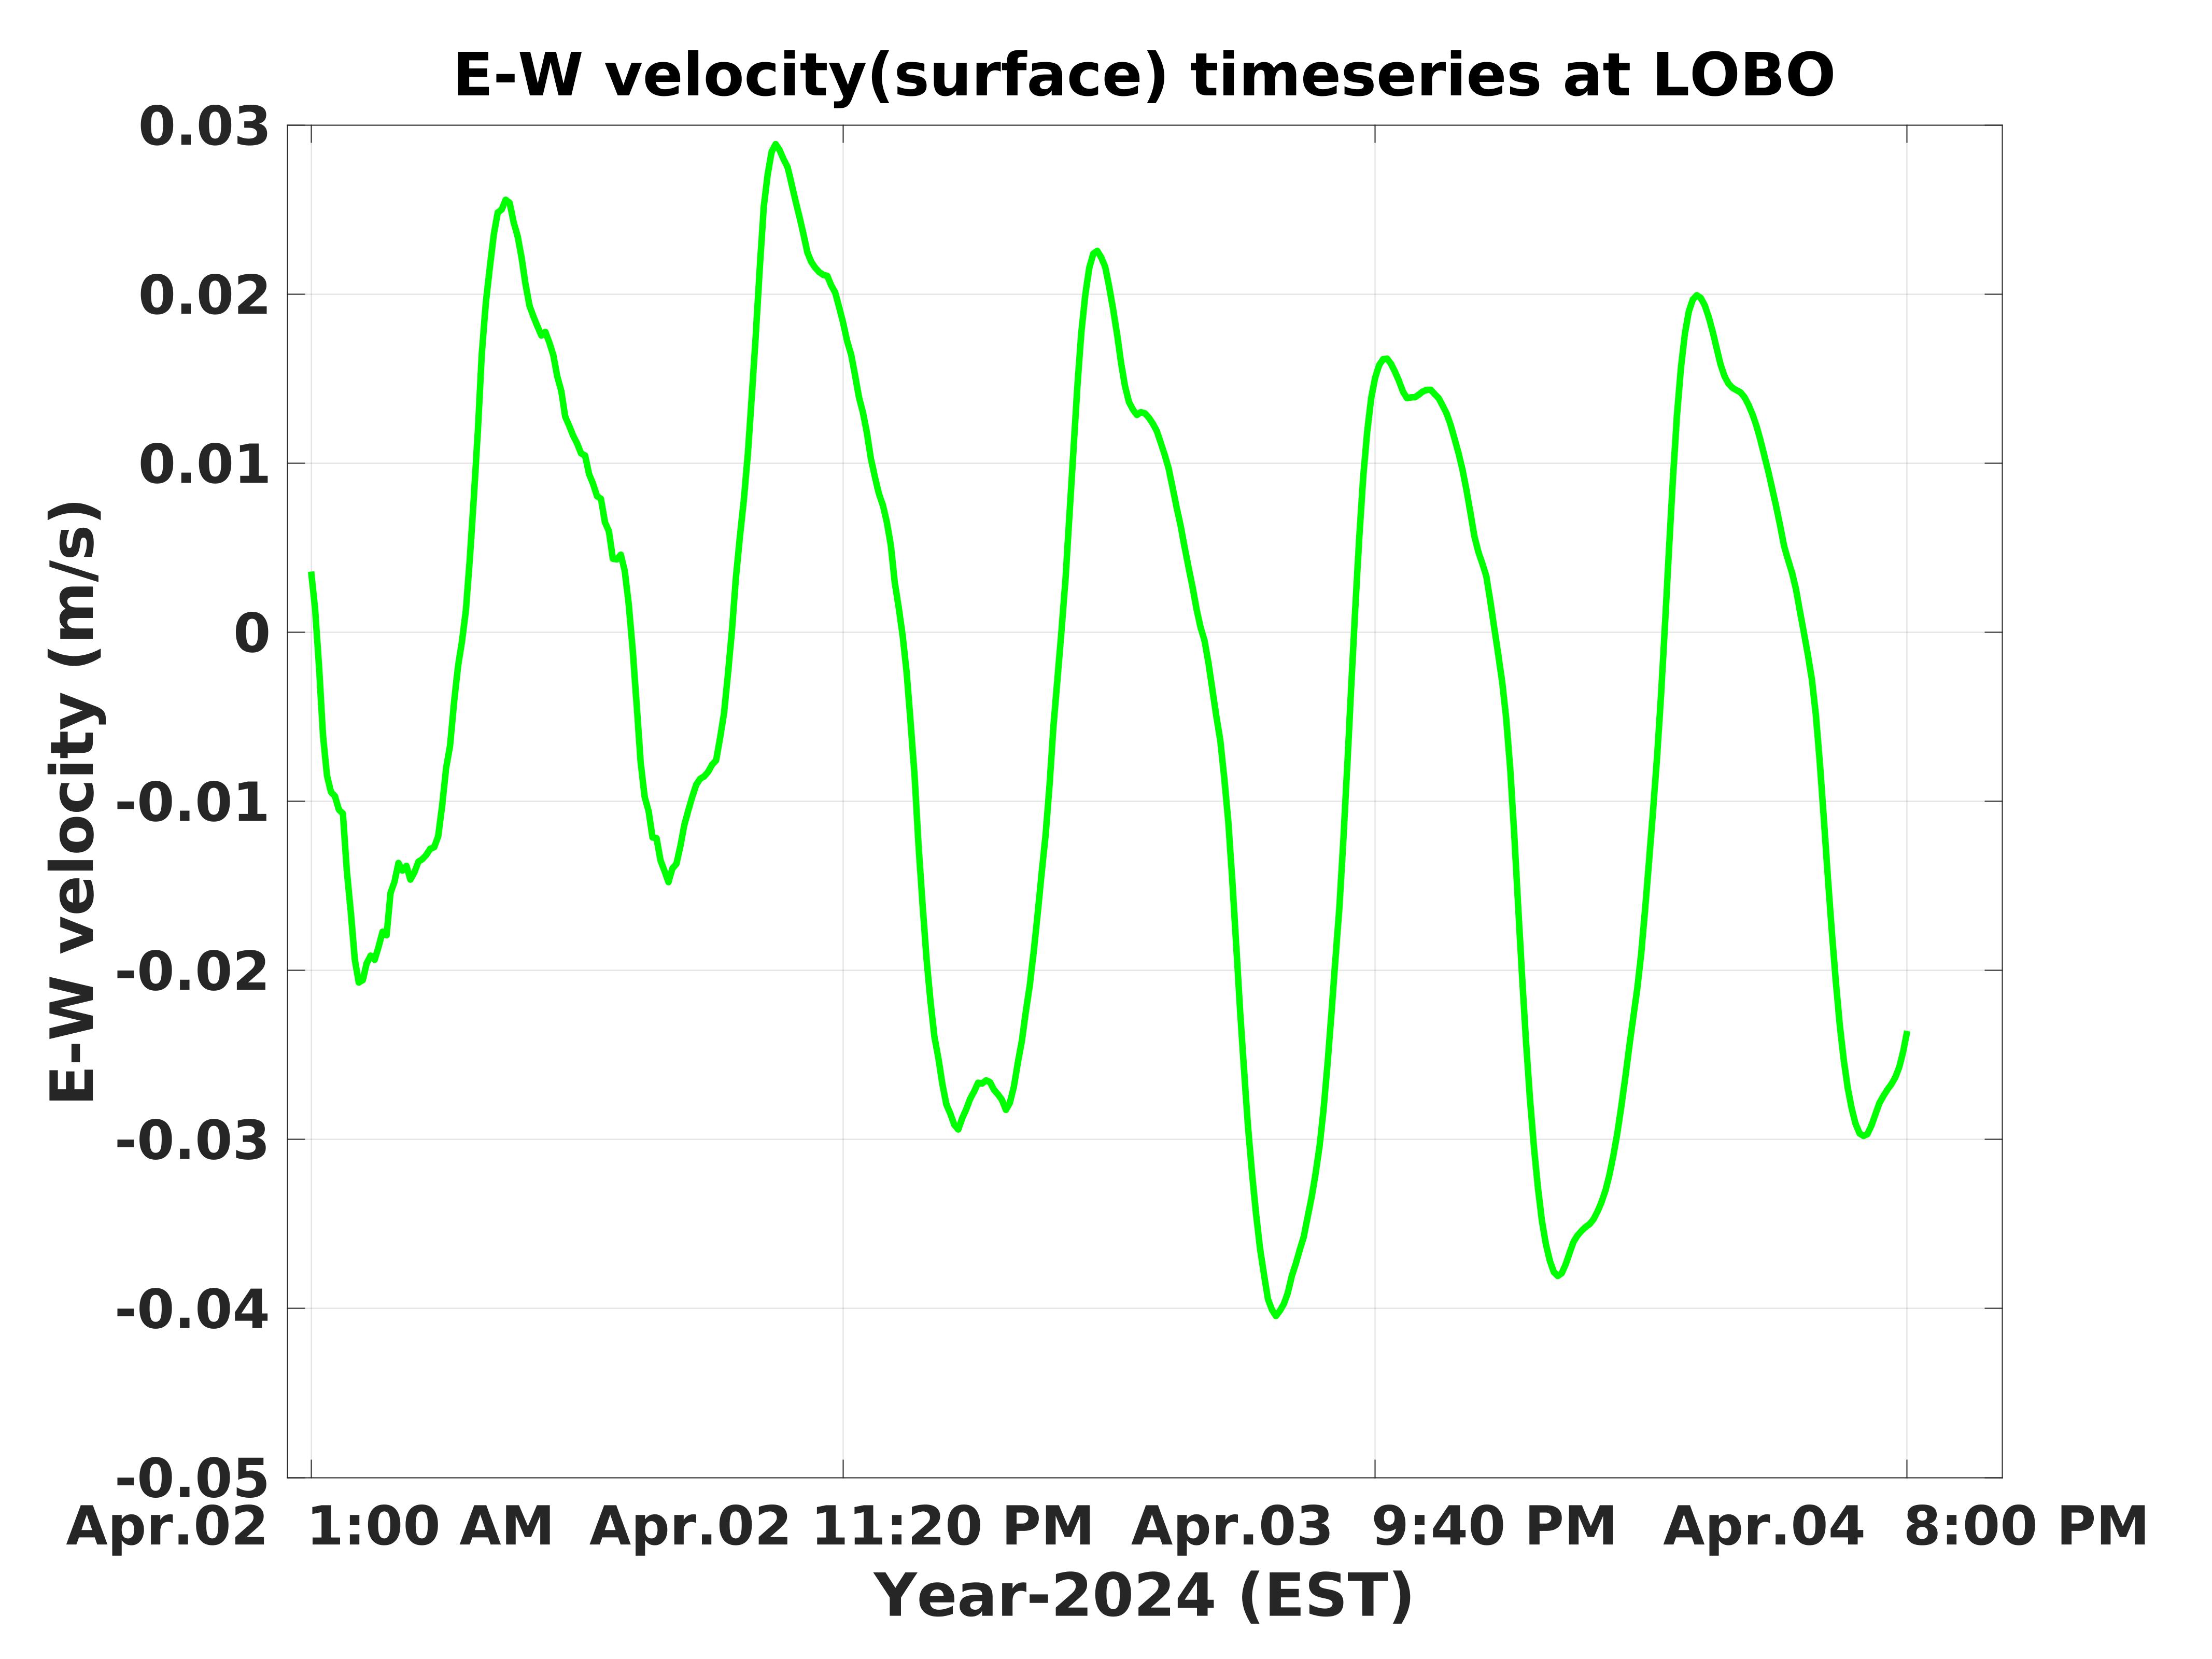 E-W velocity(surface) timeseries at LOBO
0.03
0.02
0.01
0
-0.01
-0.02
-0.03
-0.04
-0.05
E-W velocity (m/s)
Apr.02 1:00 AM Apr.02 11:20 PM Apr.03 9:40 PM Apr.04 8:00 PM
Year-2024 (EST)